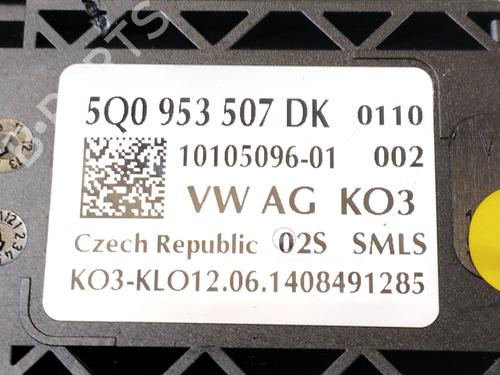 5Q0 953 507 DK 0110
10105096-01 002
VW AG KO3
Czech Republic 02S SMLS
KO3-KLO12.06.1408491285